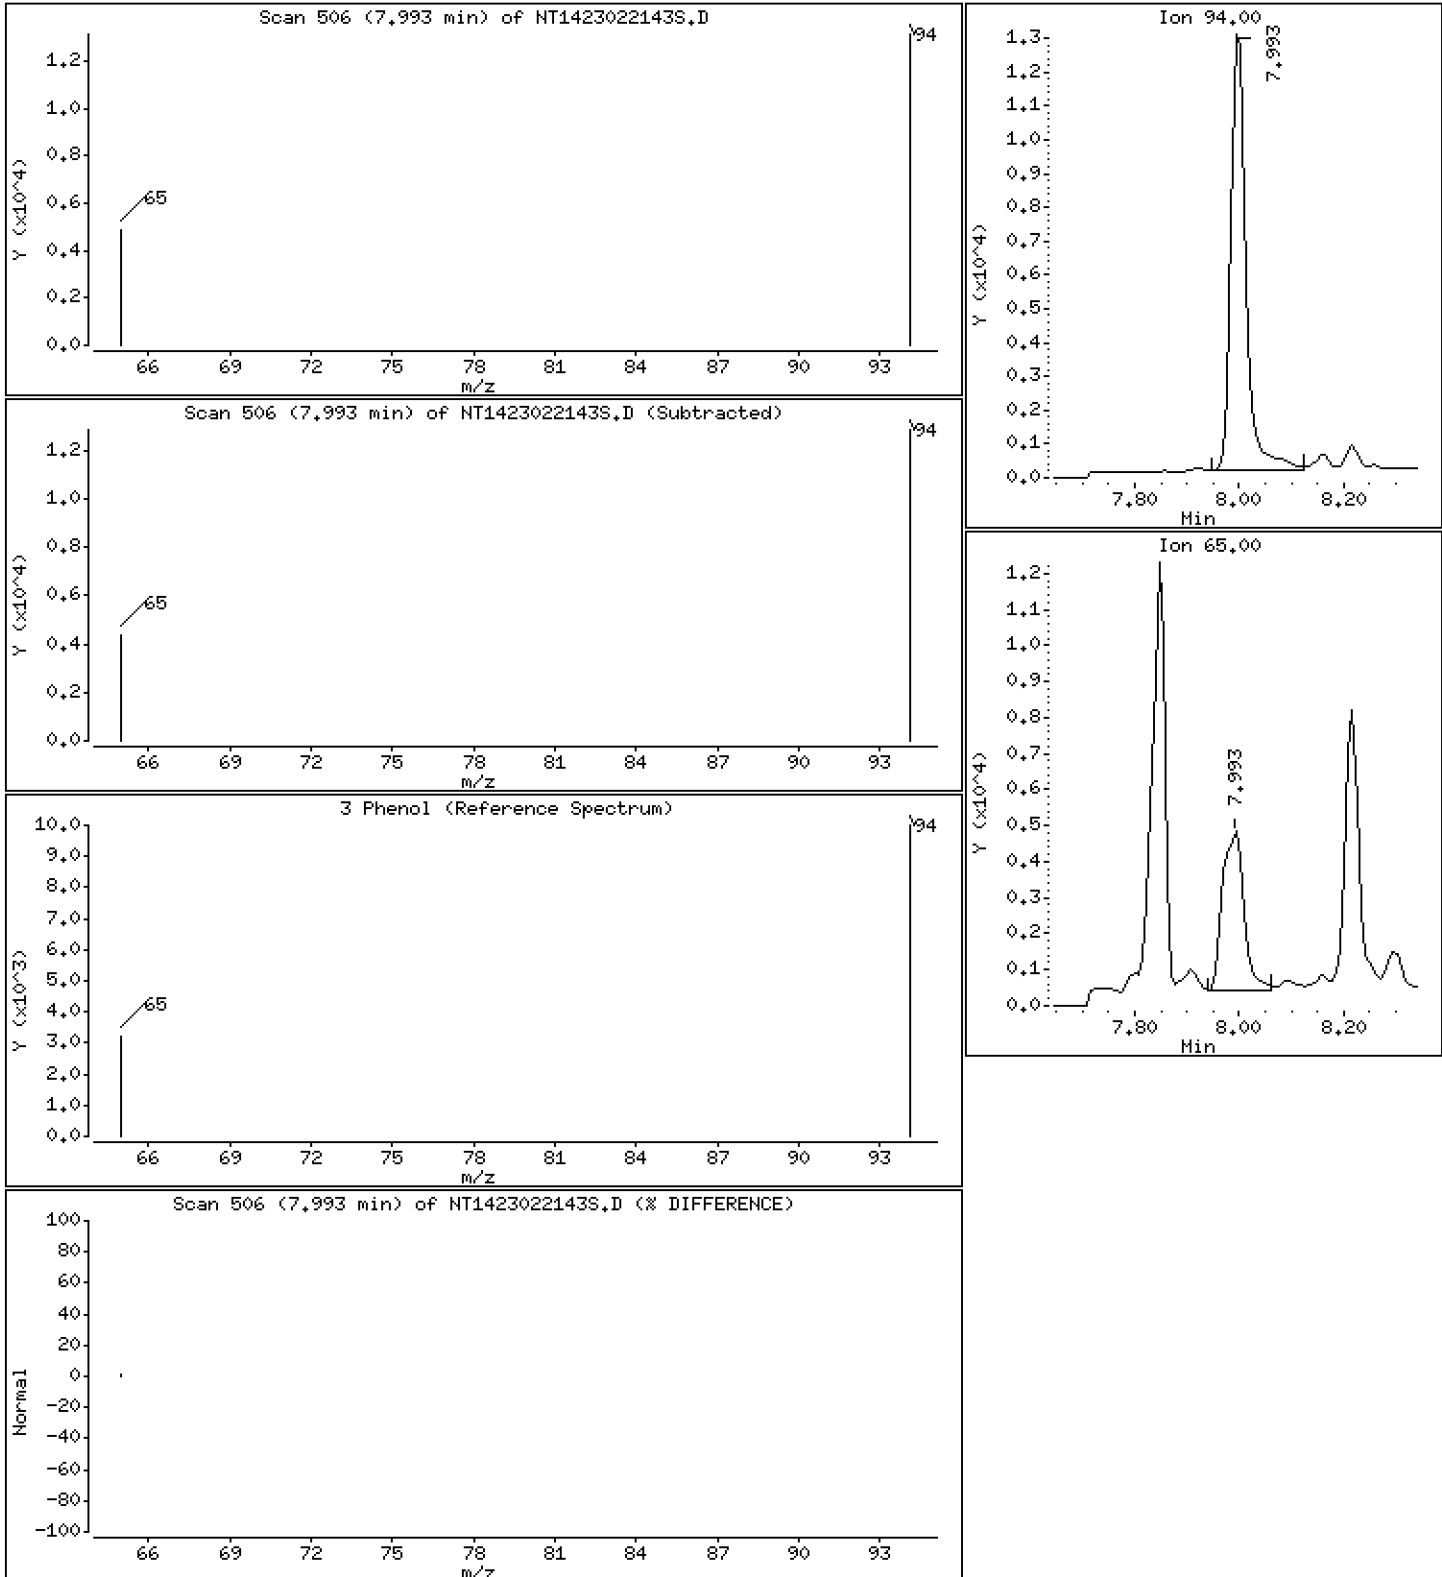 Scan 506 (7.993 min) of NT1423022143S.D
94
1.2
1.0
0.8
65
0.6
0.4
0.2
0.0
Y (x10^4)
66 69 72 75 78 81 84 87 90 93
m/z
Scan 506 (7.993 min) of NT1423022143S.D (Subtracted)
94
1.2
1.0
0.8
0.6
65
0.4
0.2
0.0
Y (x10^4)
66 69 72 75 78 81 84 87 90 93
m/z
3 Phenol (Reference Spectrum)
10.0
94
9.0
8.0
7.0
6.0
5.0
4.0
65
3.0
2.0
1.0
0.0
Y (x10^3)
66 69 72 75 78 81 84 87 90 93
m/z
Scan 506 (7.993 min) of NT1423022143S.D (% DIFFERENCE)
100
80
60
40
20
0
-20
-40
-60
-80
-100
Normal
66 69 72 75 78 81 84 87 90 93
m/z
Ion 94.00
7.993
1.3
1.2
1.1
1.0
0.9
0.8
0.7
0.6
0.5
0.4
0.3
0.2
0.1
0.0
Y (x10^4)
7.80 8.00 8.20
Min
Ion 65.00
1.2
1.1
1.0
0.9
0.8
0.7
7.993
0.6
0.5
0.4
0.3
0.2
0.1
0.0
Y (x10^4)
7.80 8.00 8.20
Min